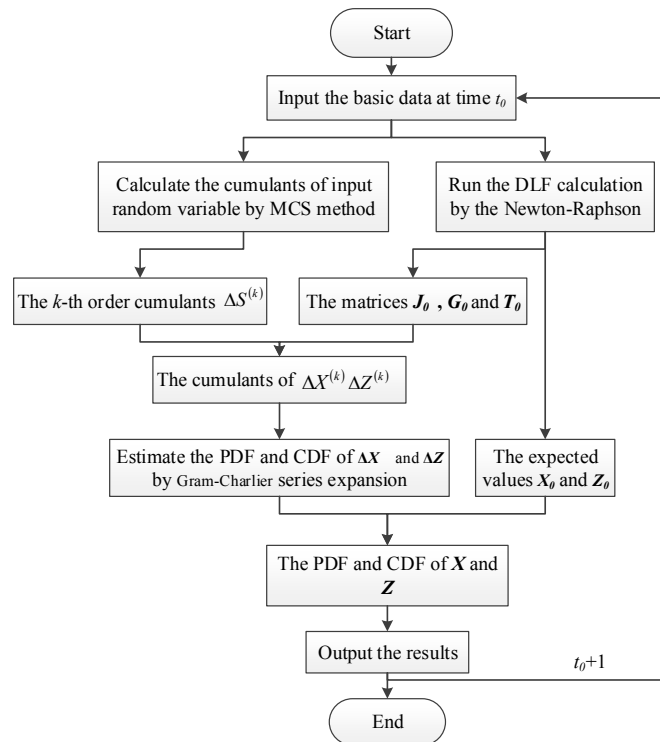 Start
Input the basic data at time t₀
Calculate the cumulants of input
random variable by MCS method
Run the DLF calculation
by the Newton-Raphson
The k-th order cumulants ΔS⁽ᵏ⁾
The matrices J₀ , G₀ and T₀
The cumulants of ΔX⁽ᵏ⁾ ΔZ⁽ᵏ⁾
Estimate the PDF and CDF of ΔX and ΔZ
by Gram-Charlier series expansion
The expected
values X₀ and Z₀
The PDF and CDF of X and
Z
Output the results
t₀+1
End